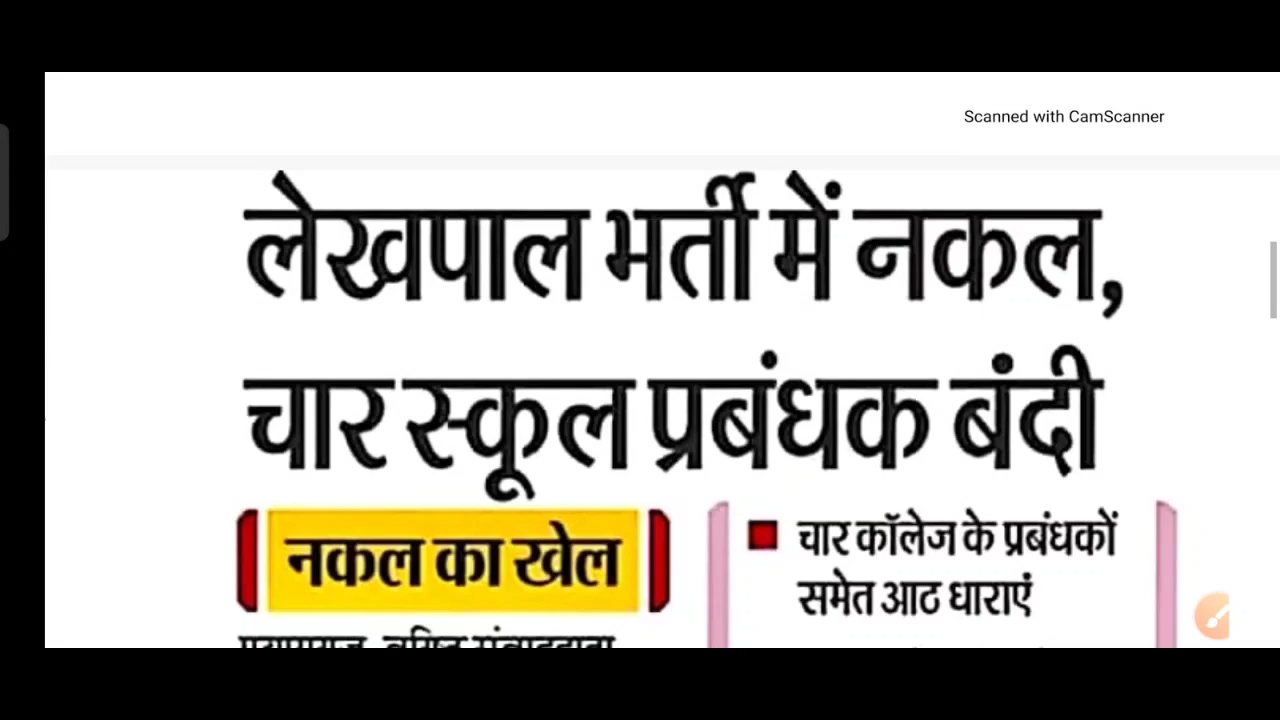 Scanned with CamScanner
लेखपाल भर्ती में नकल,
चार स्कूल प्रबंधक बंदी
नकल का खेल
चार कॉलेज के प्रबंधकों
समेत आठ धाराएं